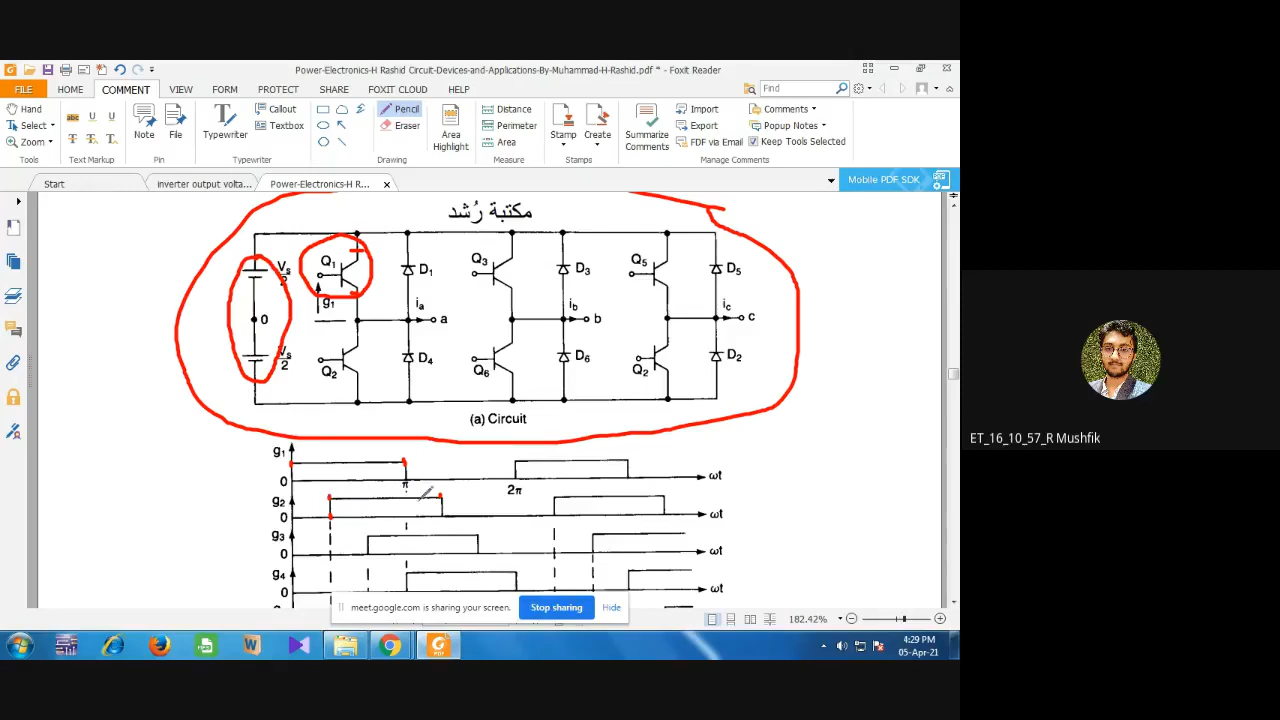 Power-Electronics-H Rashid Circuit-Devices-and-Applications-By-Muhammad-H-Rashid.pdf * - Foxit Reader
FILE HOME COMMENT VIEW FORM PROTECT SHARE FOXIT CLOUD HELP
Find
Hand
Select
Zoom
Tools
Text Markup
Note
File
Pin
Typewriter
Callout
Textbox
Typewriter
Pencil
Eraser
Drawing
Area Highlight
Distance
Perimeter
Area
Measure
Stamp
Create
Stamps
Summarize Comments
Import
Export
FDF via Email
Comments
Popup Notes
Keep Tools Selected
Manage Comments
Start
inverter output volta...
Power-Electronics-H R...
Mobile PDF SDK
مكتبة رُشد
Vs/2 Q1 D1 Q3 D3 Q5 D5
g1
0 ia a ib b ic c
Vs/2 Q2 D4 Q6 D6 Q2 D2
(a) Circuit
g1
0 π 2π ωt
g2
0 ωt
g3
0 ωt
g4
0 ωt
meet.google.com is sharing your screen. Stop sharing Hide
182.42%
4:29 PM
05-Apr-21
ET_16_10_57_R Mushfik